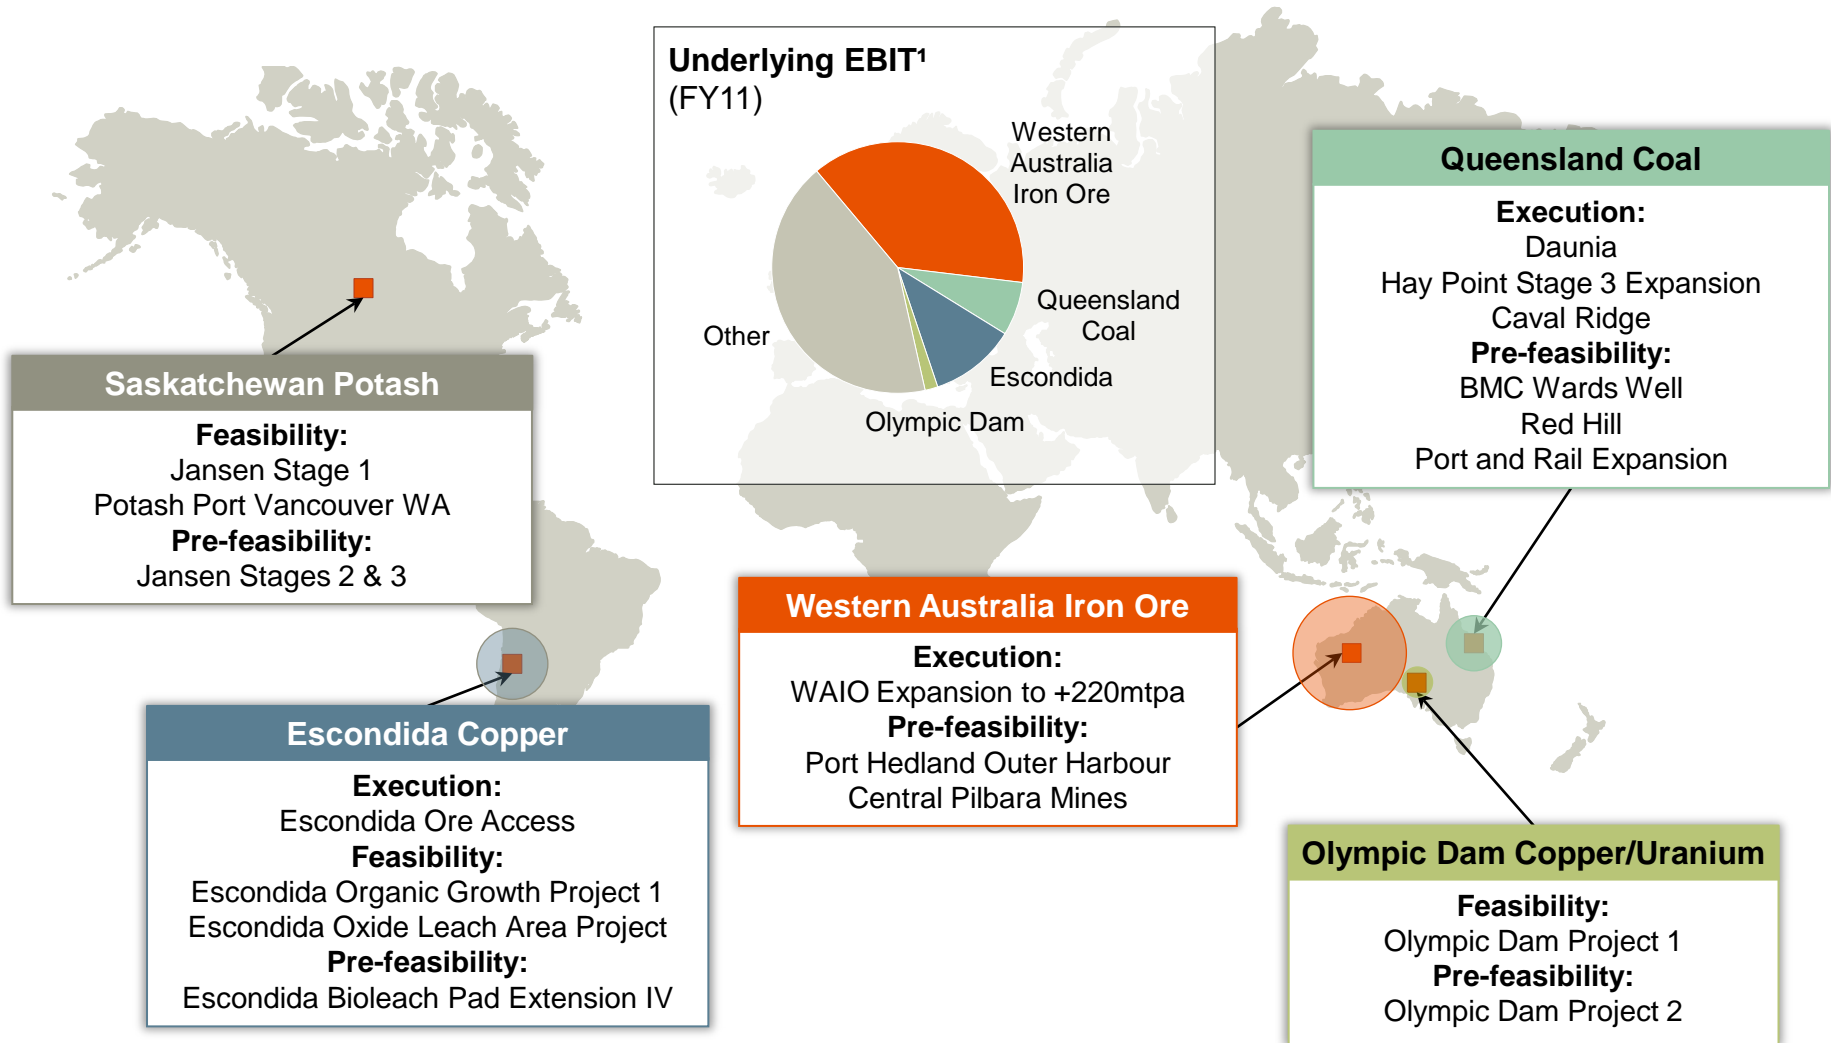 Underlying EBIT¹
(FY11)
Western
Australia
Iron Ore
Queensland
Coal
Escondida
Olympic Dam
Other
Saskatchewan Potash
Feasibility:
Jansen Stage 1
Potash Port Vancouver WA
Pre-feasibility:
Jansen Stages 2 & 3
Escondida Copper
Execution:
Escondida Ore Access
Feasibility:
Escondida Organic Growth Project 1
Escondida Oxide Leach Area Project
Pre-feasibility:
Escondida Bioleach Pad Extension IV
Western Australia Iron Ore
Execution:
WAIO Expansion to +220mtpa
Pre-feasibility:
Port Hedland Outer Harbour
Central Pilbara Mines
Queensland Coal
Execution:
Daunia
Hay Point Stage 3 Expansion
Caval Ridge
Pre-feasibility:
BMC Wards Well
Red Hill
Port and Rail Expansion
Olympic Dam Copper/Uranium
Feasibility:
Olympic Dam Project 1
Pre-feasibility:
Olympic Dam Project 2